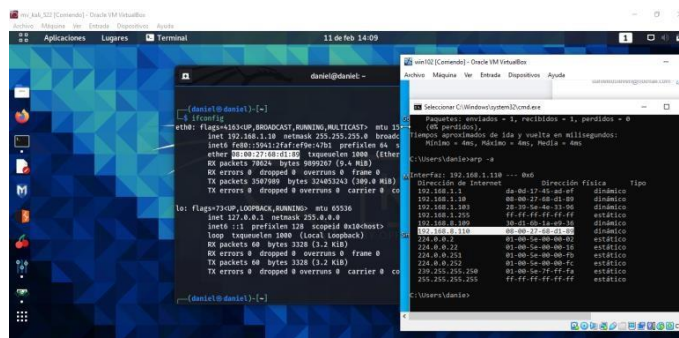 [Corriendo] - Oracle VM VirtualBox
Archivo Máquina Ver Entrada Dispositivos Ayuda
Aplicaciones Lugares Terminal 11 de feb 14:09 1
daniel@daniel: ~
(daniel㉿daniel)-[~]
$ ifconfig
eth0: flags=4163<UP,BROADCAST,RUNNING,MULTICAST> mtu 15
inet 192.168.1.10 netmask 255.255.255.0 broadc
inet6 prefixlen 64 s
ether 08:00:27:68:d1:89 txqueuelen 1000 (Ether
RX packets 78624 bytes 9899267 (9.4 MiB)
RX errors 0 dropped 0 overruns 0 frame 0
TX packets 3507989 bytes 324053243 (309.0 MiB)
TX errors 0 dropped 0 overruns 0 carrier 0 co
lo: flags=73<UP,LOOPBACK,RUNNING> mtu 65536
inet 127.0.0.1 netmask 255.0.0.0
inet6 ::1 prefixlen 128 scopeid 0x10<host>
loop txqueuelen 1000 (Local Loopback)
RX packets 60 bytes 3328 (3.2 KiB)
RX errors 0 dropped 0 overruns 0 frame 0
TX packets 60 bytes 3328 (3.2 KiB)
TX errors 0 dropped 0 overruns 0 carrier 0 co
(daniel㉿daniel)-[~]
win102 [Corriendo] - Oracle VM VirtualBox
Archivo Máquina Ver Entrada Dispositivos Ayuda
Seleccionar C:\Windows\system32\cmd.exe
Paquetes: enviados = 1, recibidos = 1, perdidos = 0
(0% perdidos),
Tiempos aproximados de ida y vuelta en milisegundos:
Mínimo = 4ms, Máximo = 4ms, Media = 4ms
C:\Users\danie>arp -a
Interfaz: 192.168.1.110 --- 0x6
Dirección de Internet Dirección física Tipo
192.168.1.1 da-0d-17-45-ad-ef dinámico
192.168.1.10 08-00-27-68-d1-89 dinámico
192.168.1.103 28-39-5e-4e-33-96 dinámico
192.168.1.255 ff-ff-ff-ff-ff-ff estático
192.168.8.109 30-d1-6b-1a-e9-36 dinámico
192.168.8.110 08-00-27-68-d1-89 dinámico
224.0.0.2 01-00-5e-00-00-02 estático
224.0.0.22 01-00-5e-00-00-16 estático
224.0.0.251 01-00-5e-00-00-fb estático
224.0.0.252 01-00-5e-00-00-fc estático
239.255.255.250 01-00-5e-7f-ff-fa estático
255.255.255.255 ff-ff-ff-ff-ff-ff estático
C:\Users\danie>